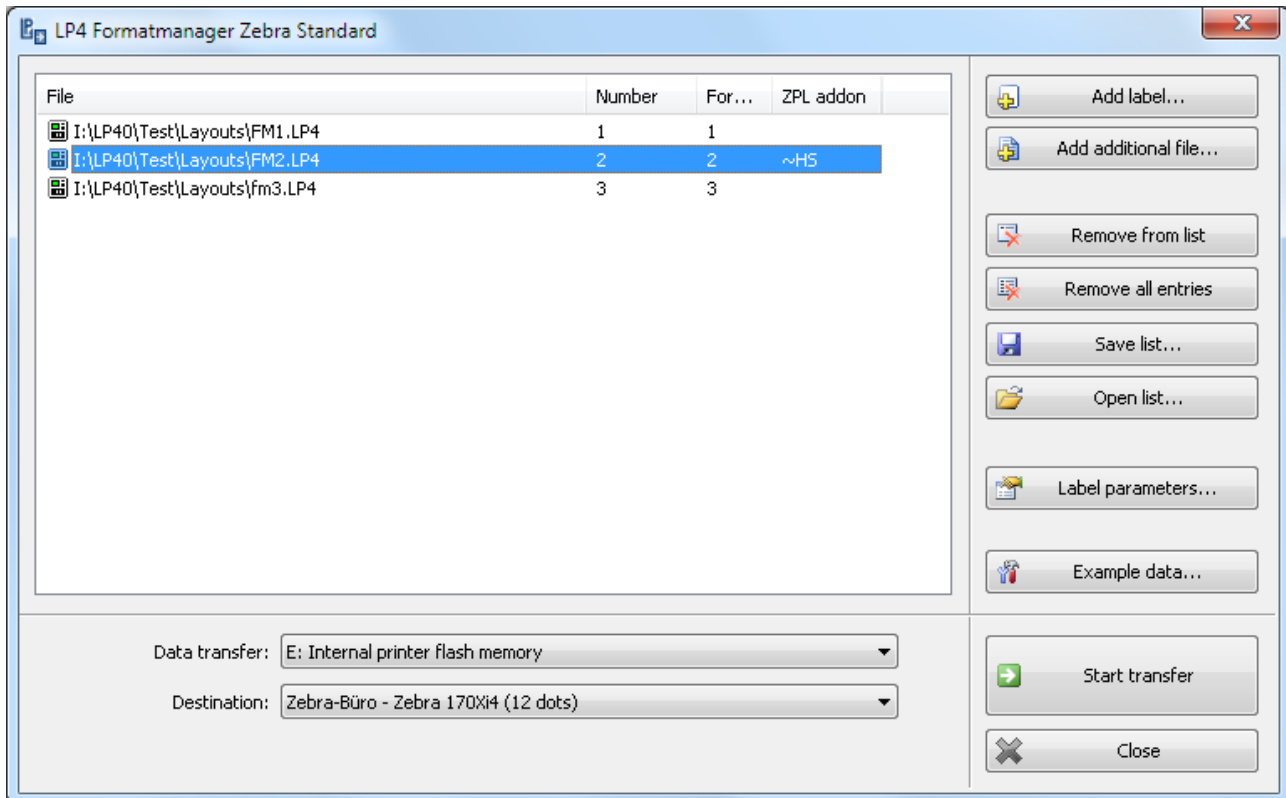 LP4 Formatmanager Zebra Standard
File Number For... ZPL addon
I:\LP40\Test\Layouts\FM1.LP4 1 1
I:\LP40\Test\Layouts\FM2.LP4 2 2 ~HS
I:\LP40\Test\Layouts\fm3.LP4 3 3
Add label...
Add additional file...
Remove from list
Remove all entries
Save list...
Open list...
Label parameters...
Example data...
Data transfer: E: Internal printer flash memory
Destination: Zebra-Büro - Zebra 170Xi4 (12 dots)
Start transfer
Close